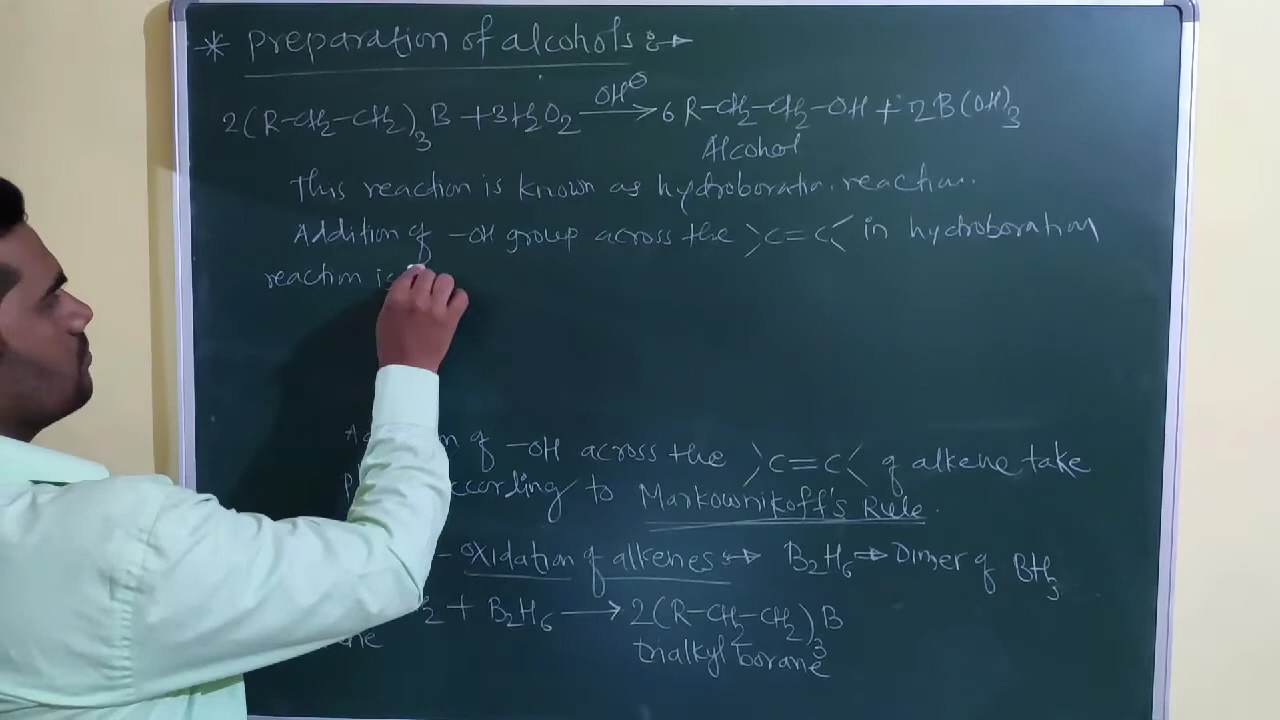 * Preparation of alcohols :→
2(R-CH₂-CH₂)₃B + 3H₂O₂ OH⊖ → 6 R-CH₂-CH₂-OH + 2B(OH)₃
Alcohol
This reaction is known as hydroboration reaction.
Addition of -OH group across the >C=C< in hydroboration
reaction is
of -OH across the >C=C< of alkene take
according to Markownikoff's Rule.
-oxidation of alkenes :→ B₂H₆ ⇒ Dimer of BH₃
+ B₂H₆ → 2(R-CH₂-CH₂)₃B
trialkyl borane